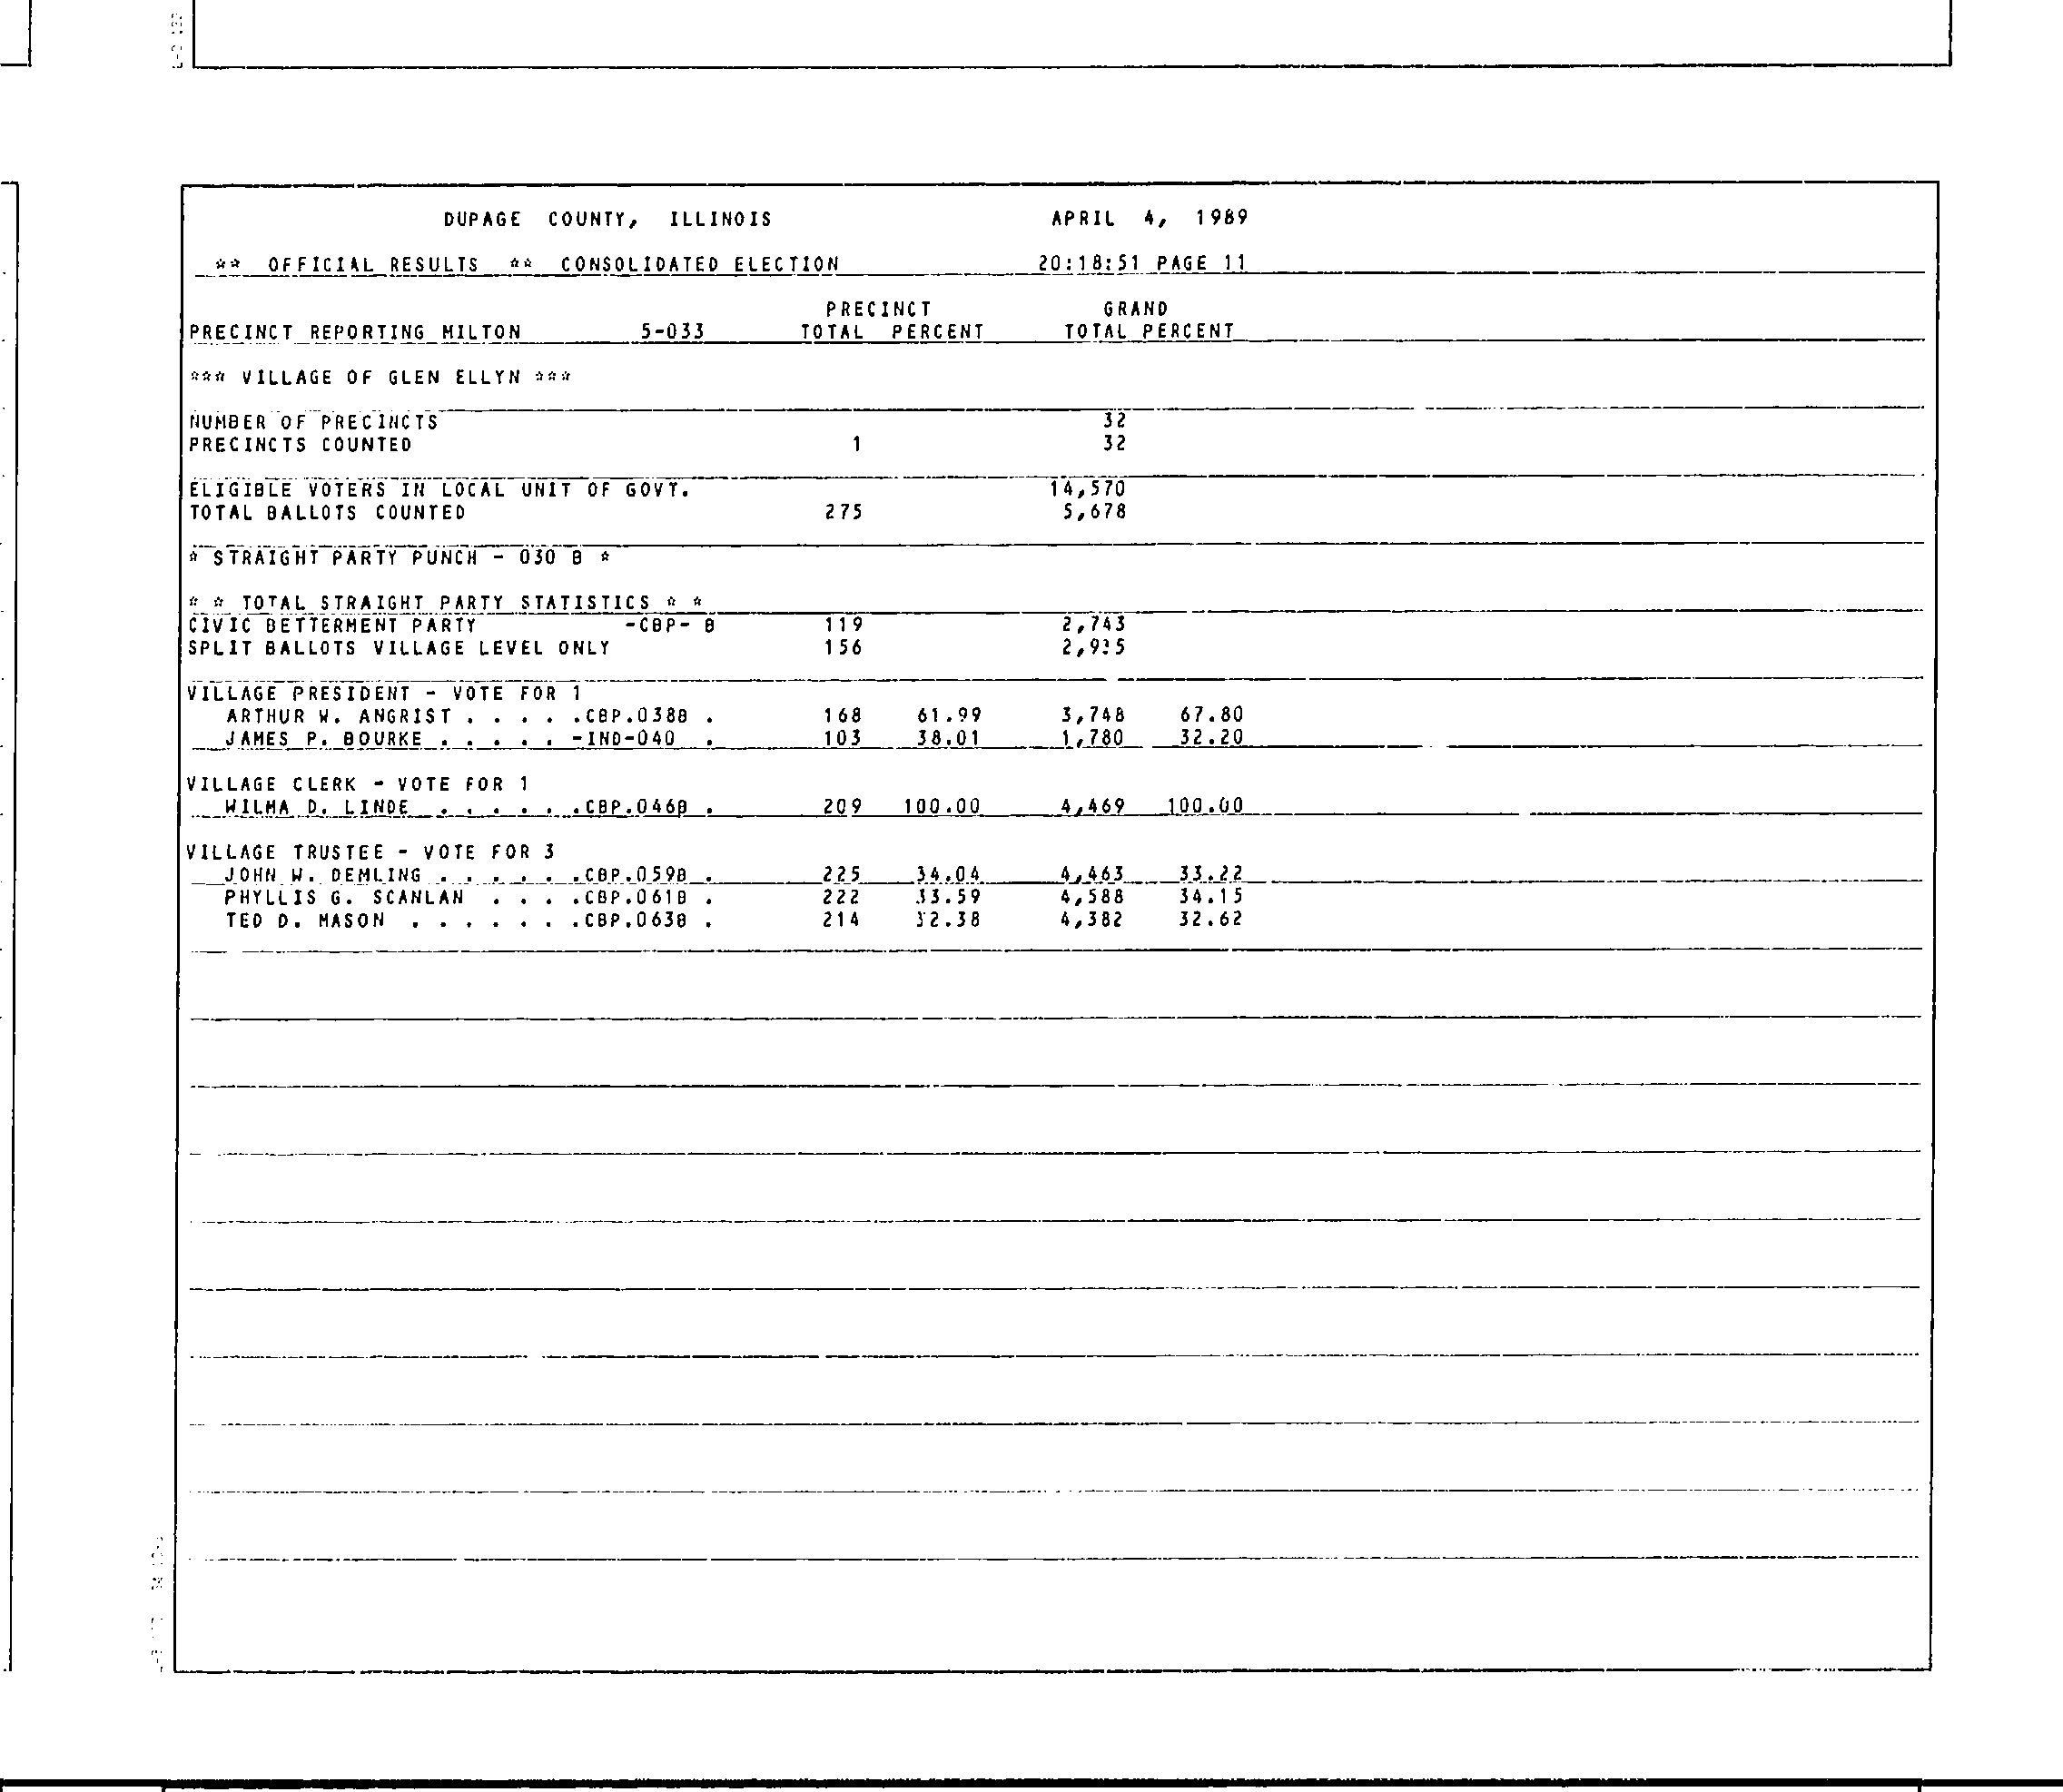 DUPAGE COUNTY, ILLINOIS APRIL 4, 1989
** OFFICIAL RESULTS ** CONSOLIDATED ELECTION 20:18:51 PAGE 11
PRECINCT GRAND
PRECINCT REPORTING MILTON 5-033 TOTAL PERCENT TOTAL PERCENT
*** VILLAGE OF GLEN ELLYN ***
NUMBER OF PRECINCTS 32
PRECINCTS COUNTED 1 32
ELIGIBLE VOTERS IN LOCAL UNIT OF GOVT. 14,570
TOTAL BALLOTS COUNTED 275 5,678
* STRAIGHT PARTY PUNCH - 030 B *
* * TOTAL STRAIGHT PARTY STATISTICS * *
CIVIC BETTERMENT PARTY -CBP- B 119 2,743
SPLIT BALLOTS VILLAGE LEVEL ONLY 156 2,935
VILLAGE PRESIDENT - VOTE FOR 1
ARTHUR W. ANGRIST . . . . .CBP.038B . 168 61.99 3,748 67.80
JAMES P. BOURKE . . . . . -IND-040 . 103 38.01 1,780 32.20
VILLAGE CLERK - VOTE FOR 1
WILMA D. LINDE . . . . . .CBP.046B . 209 100.00 4,469 100.00
VILLAGE TRUSTEE - VOTE FOR 3
JOHN W. DEMLING . . . . . .CBP.059B . 225 34.04 4,463 33.22
PHYLLIS G. SCANLAN . . . .CBP.061B . 222 33.59 4,588 34.15
TED D. MASON . . . . . . .CBP.063B . 214 32.38 4,382 32.62